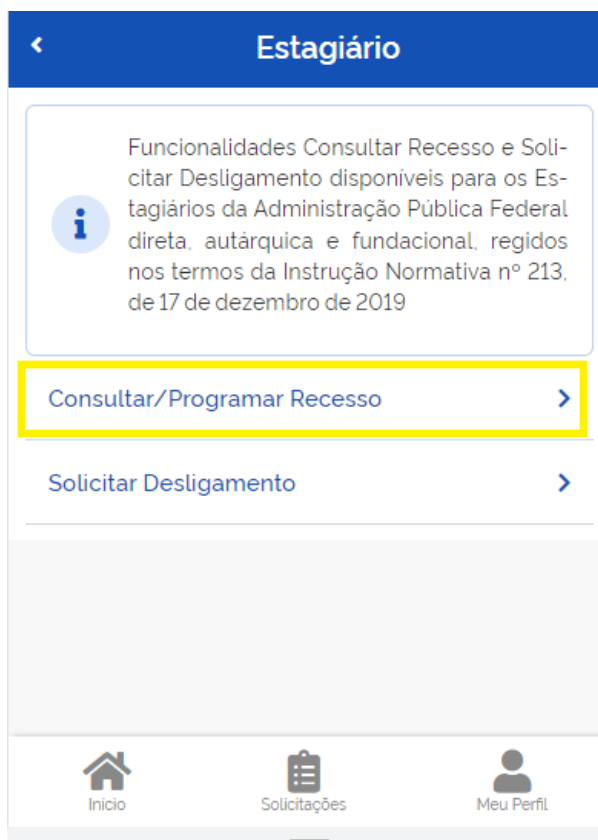 Estagiário
Funcionalidades Consultar Recesso e Soli-
citar Desligamento disponíveis para os Es-
tagiários da Administração Pública Federal
direta, autárquica e fundacional, regidos
nos termos da Instrução Normativa nº 213,
de 17 de dezembro de 2019
Consultar/Programar Recesso
Solicitar Desligamento
Início Solicitações Meu Perfil